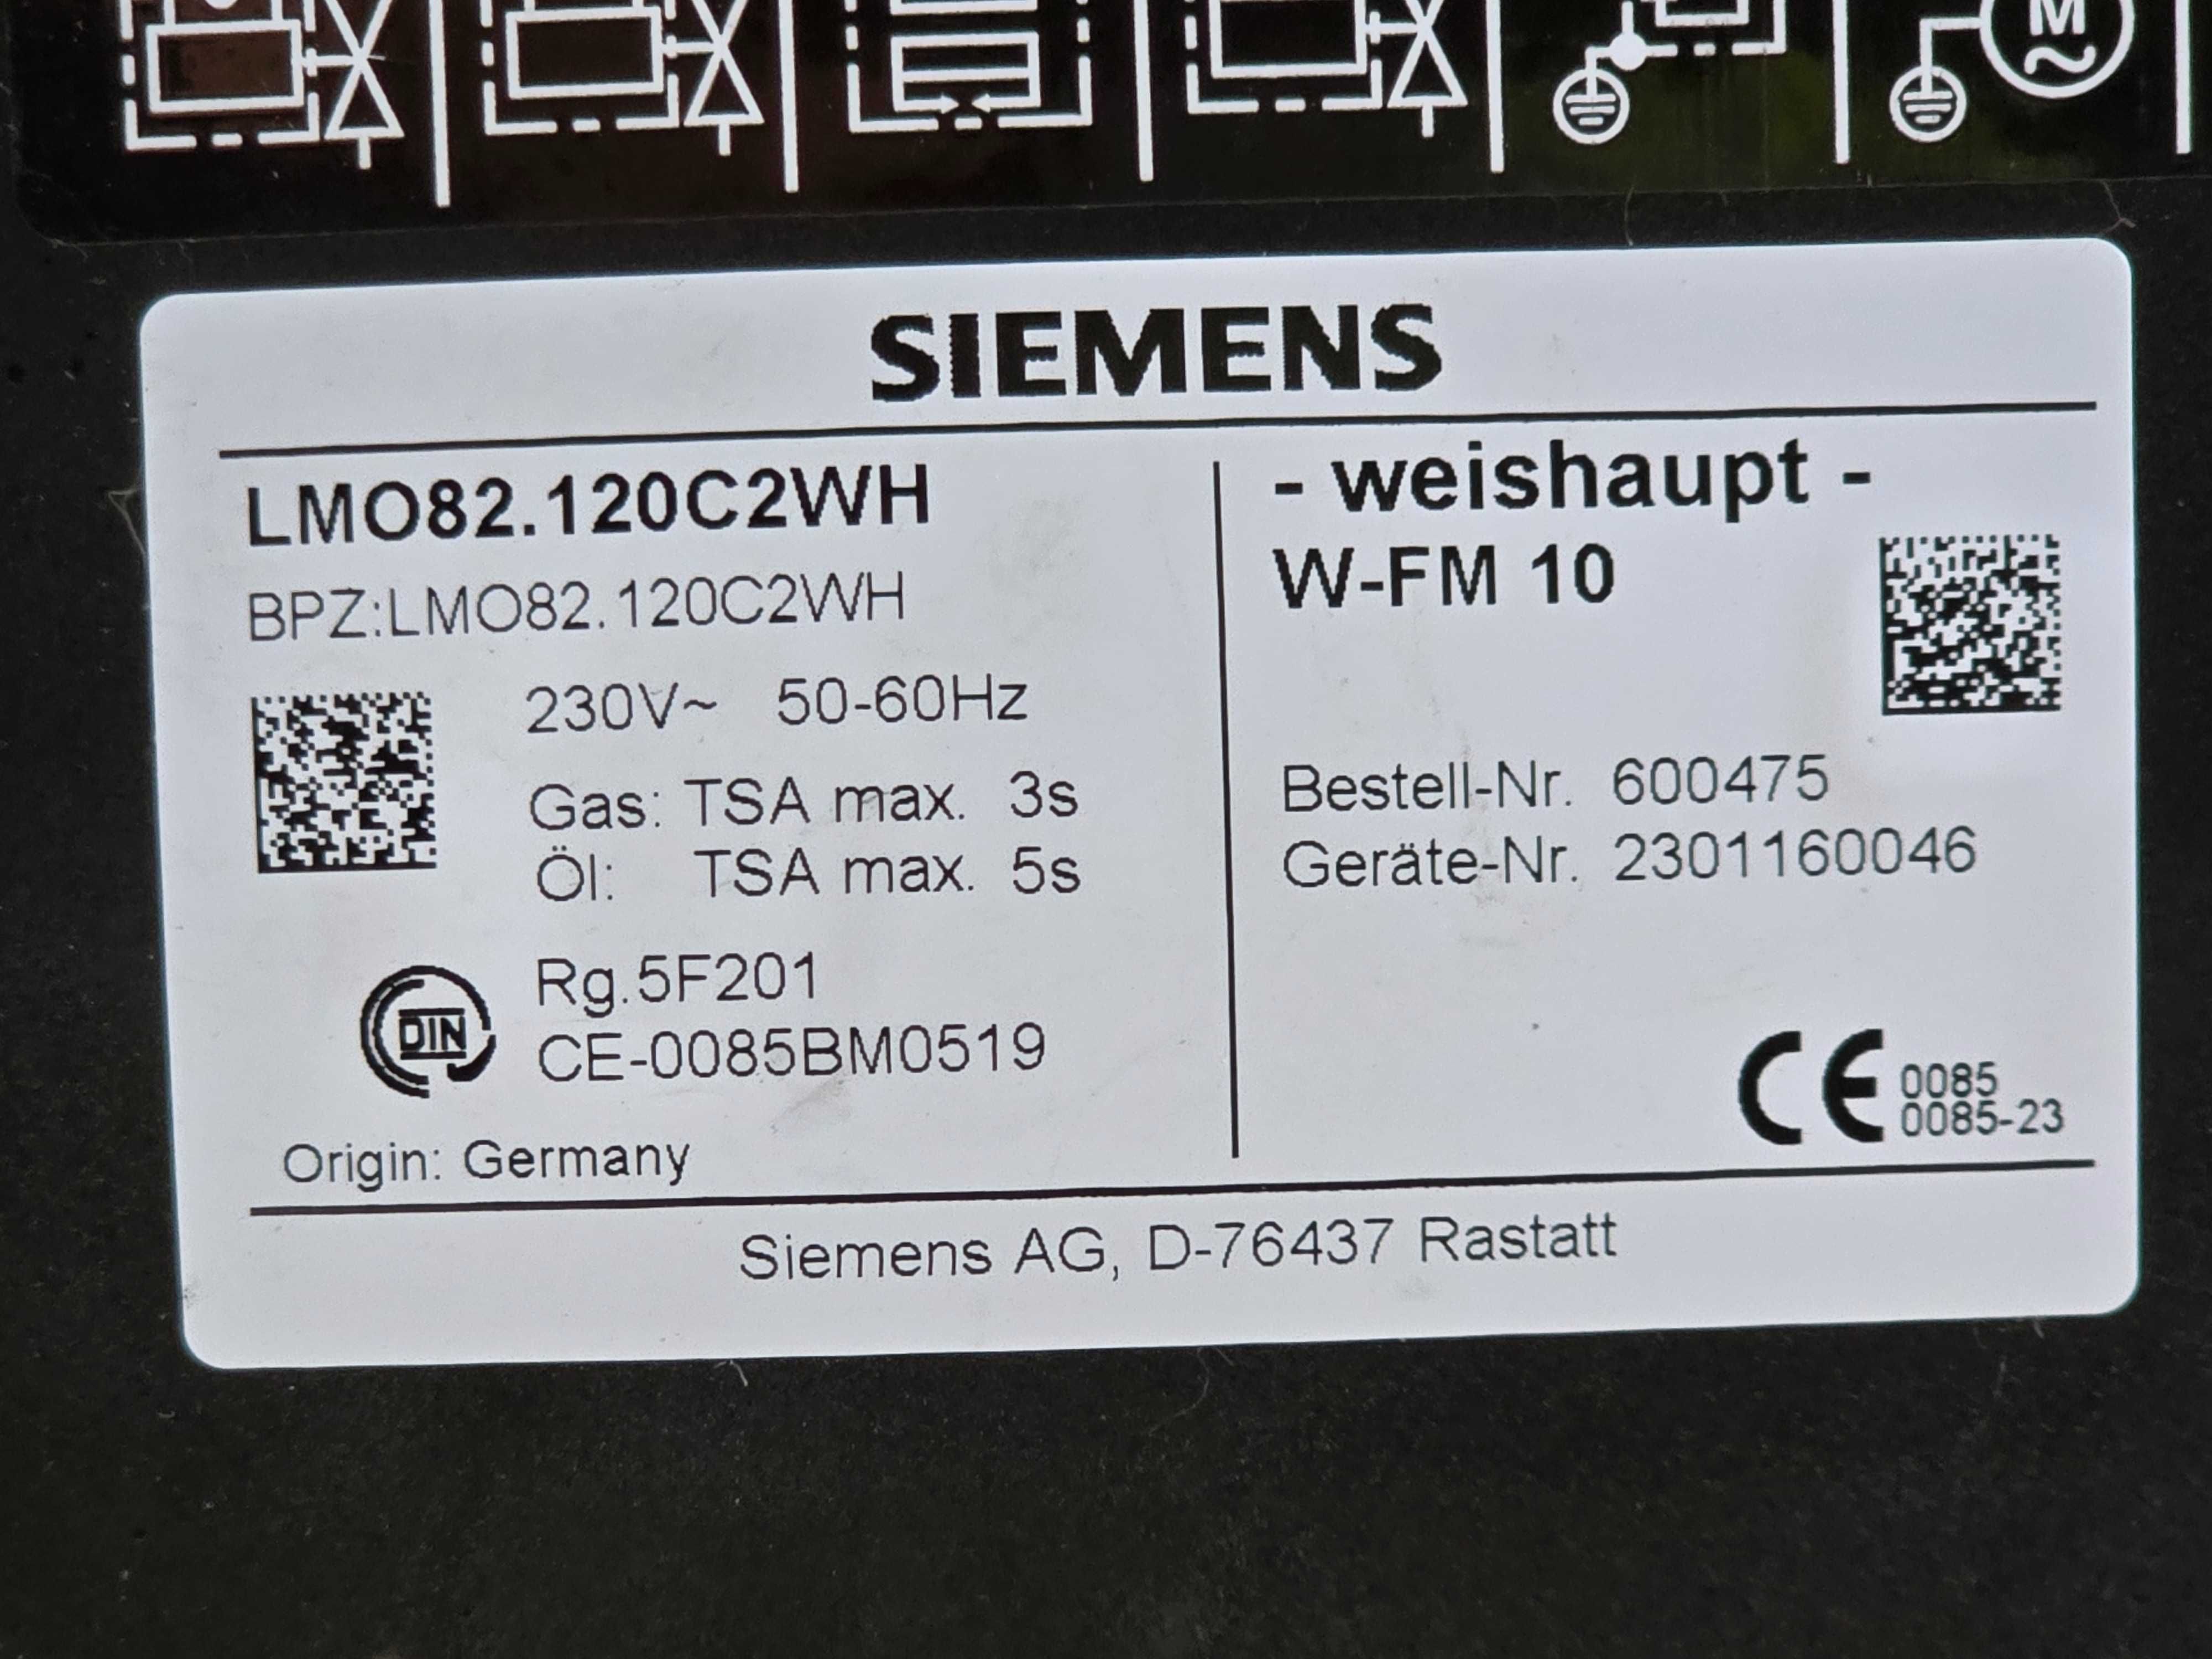 M
SIEMENS
LMO82.120C2WH
BPZ:LMO82.120C2WH
230V~ 50-60Hz
Gas: TSA max. 3s
Öl: TSA max. 5s
DIN
Rg.5F201
CE-0085BM0519
Origin: Germany
- weishaupt -
W-FM 10
Bestell-Nr. 600475
Geräte-Nr. 2301160046
CE 0085
0085-23
Siemens AG, D-76437 Rastatt